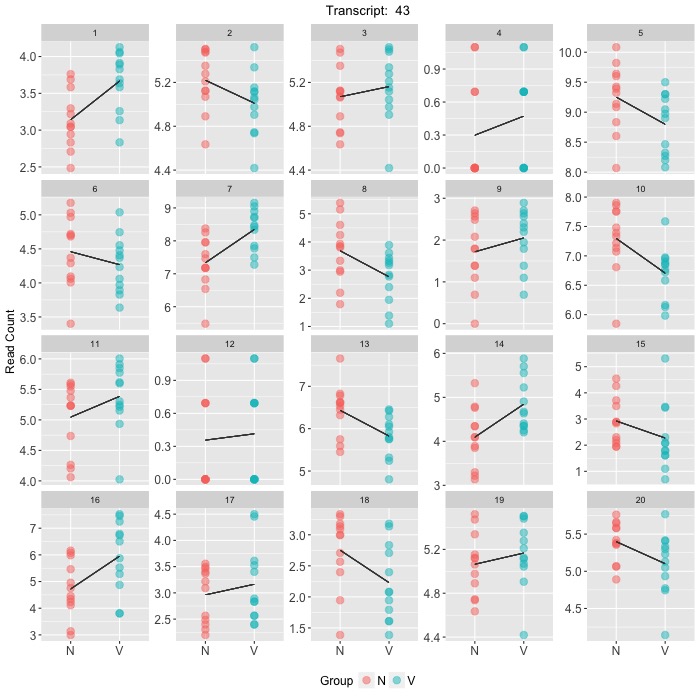 Transcript: 43
1 2 3 4 5
4.0 3.5 3.0 2.5
5.2 4.8 4.4
5.2 4.8 4.4
0.9 0.6 0.3 0.0
10.0 9.5 9.0 8.5 8.0
6 7 8 9 10
5.0 4.5 4.0 3.5
9 8 7 6
5 4 3 2 1
3 2 1 0
8.0 7.5 7.0 6.5 6.0
Read Count
11 12 13 14 15
6.0 5.5 5.0 4.5 4.0
0.9 0.6 0.3 0.0
7 6 5
6 5 4 3
5 4 3 2 1
16 17 18 19 20
7 6 5 4 3
4.5 4.0 3.5 3.0 2.5
3.0 2.5 2.0 1.5
5.2 4.8 4.4
5.5 5.0 4.5
N V N V N V N V N V
Group N V